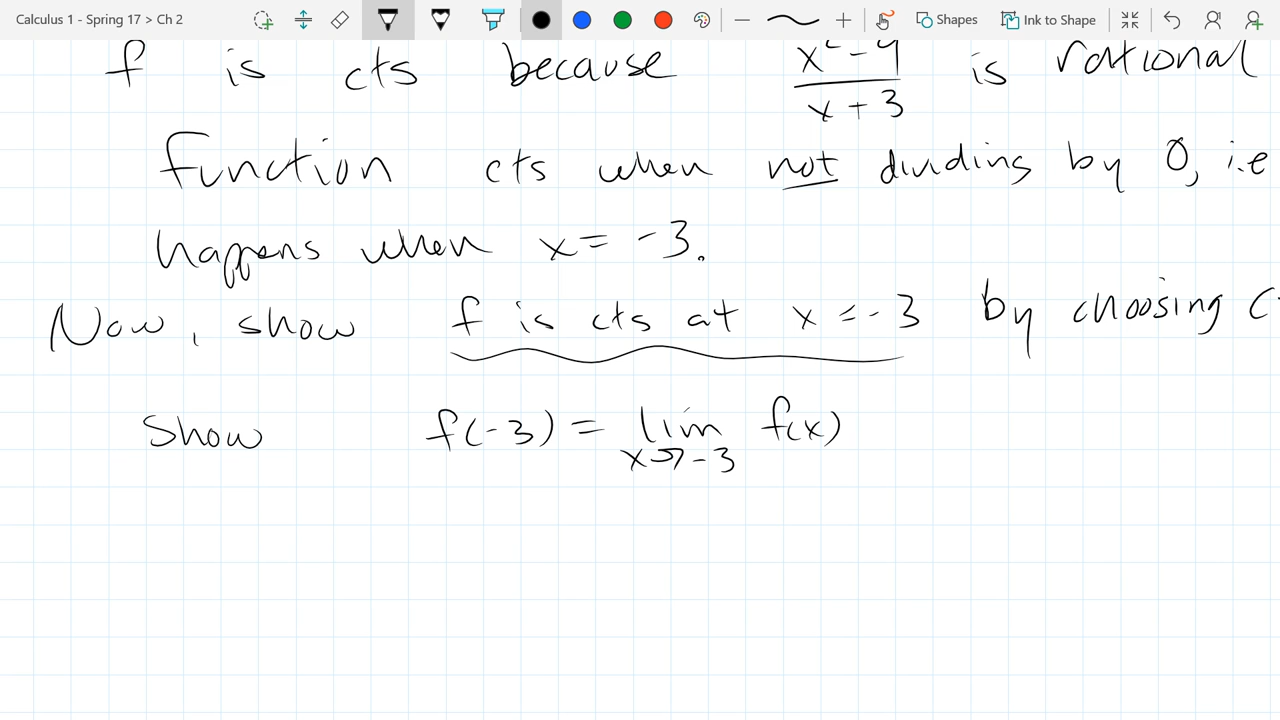 Calculus 1 - Spring 17 > Ch 2
Shapes
Ink to Shape
f is cts because x² - 9 / x + 3 is rational
function cts when not dividing by 0, i.e
happens when x = -3.
Now, show f is cts at x = -3 by choosing C
Show f(-3) = lim x→-3 f(x)